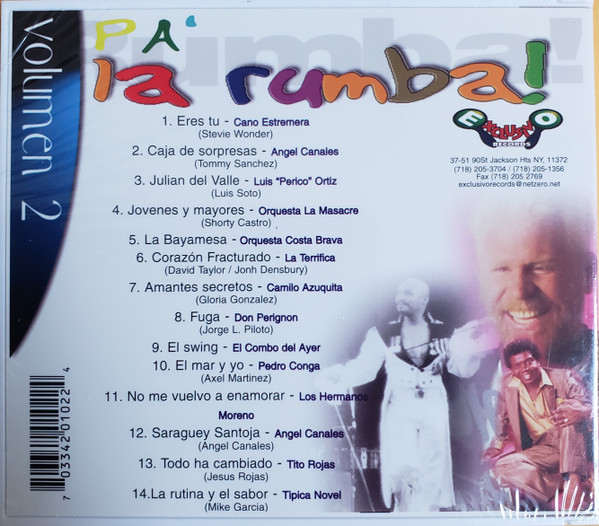 rumba!
PA'
la rumba!
volumen 2
EXCLUSIVO
RECORDS
37-51 90St Jackson Hts NY, 11372
(718) 205-3704 / (718) 205-1356
Fax (718) 205 2769
exclusivorecords@netzero.net
1. Eres tu - Cano Estremera
(Stevie Wonder)
2. Caja de sorpresas - Angel Canales
(Tommy Sanchez)
3. Julian del Valle - Luis "Perico" Ortiz
(Luis Soto)
4. Jovenes y mayores - Orquesta La Masacre
(Shorty Castro)
5. La Bayamesa - Orquesta Costa Brava
6. Corazón Fracturado - La Terrifica
(David Taylor / Jonh Densbury)
7. Amantes secretos - Camilo Azuquita
(Gloria Gonzalez)
8. Fuga - Don Perignon
(Jorge L. Piloto)
9. El swing - El Combo del Ayer
10. El mar y yo - Pedro Conga
(Axel Martinez)
11. No me vuelvo a enamorar - Los Hermanos
Moreno
12. Saraguey Santoja - Angel Canales
(Ángel Canales)
13. Todo ha cambiado - Tito Rojas
(Jesus Rojas)
14.La rutina y el sabor - Tipica Novel
(Mike Garcia)
7 03342 01022 4